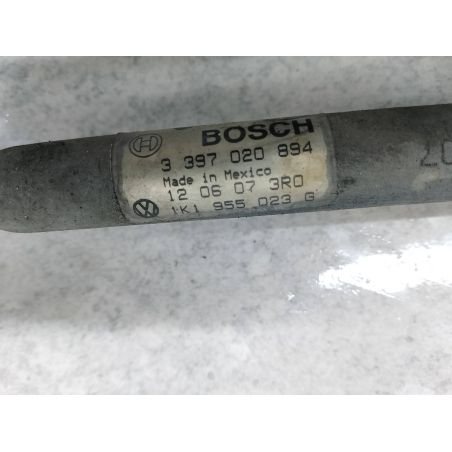 BOSCH
3 397 020 894
Made in Mexico
12 06 07 3R0
1K1 955 023 G